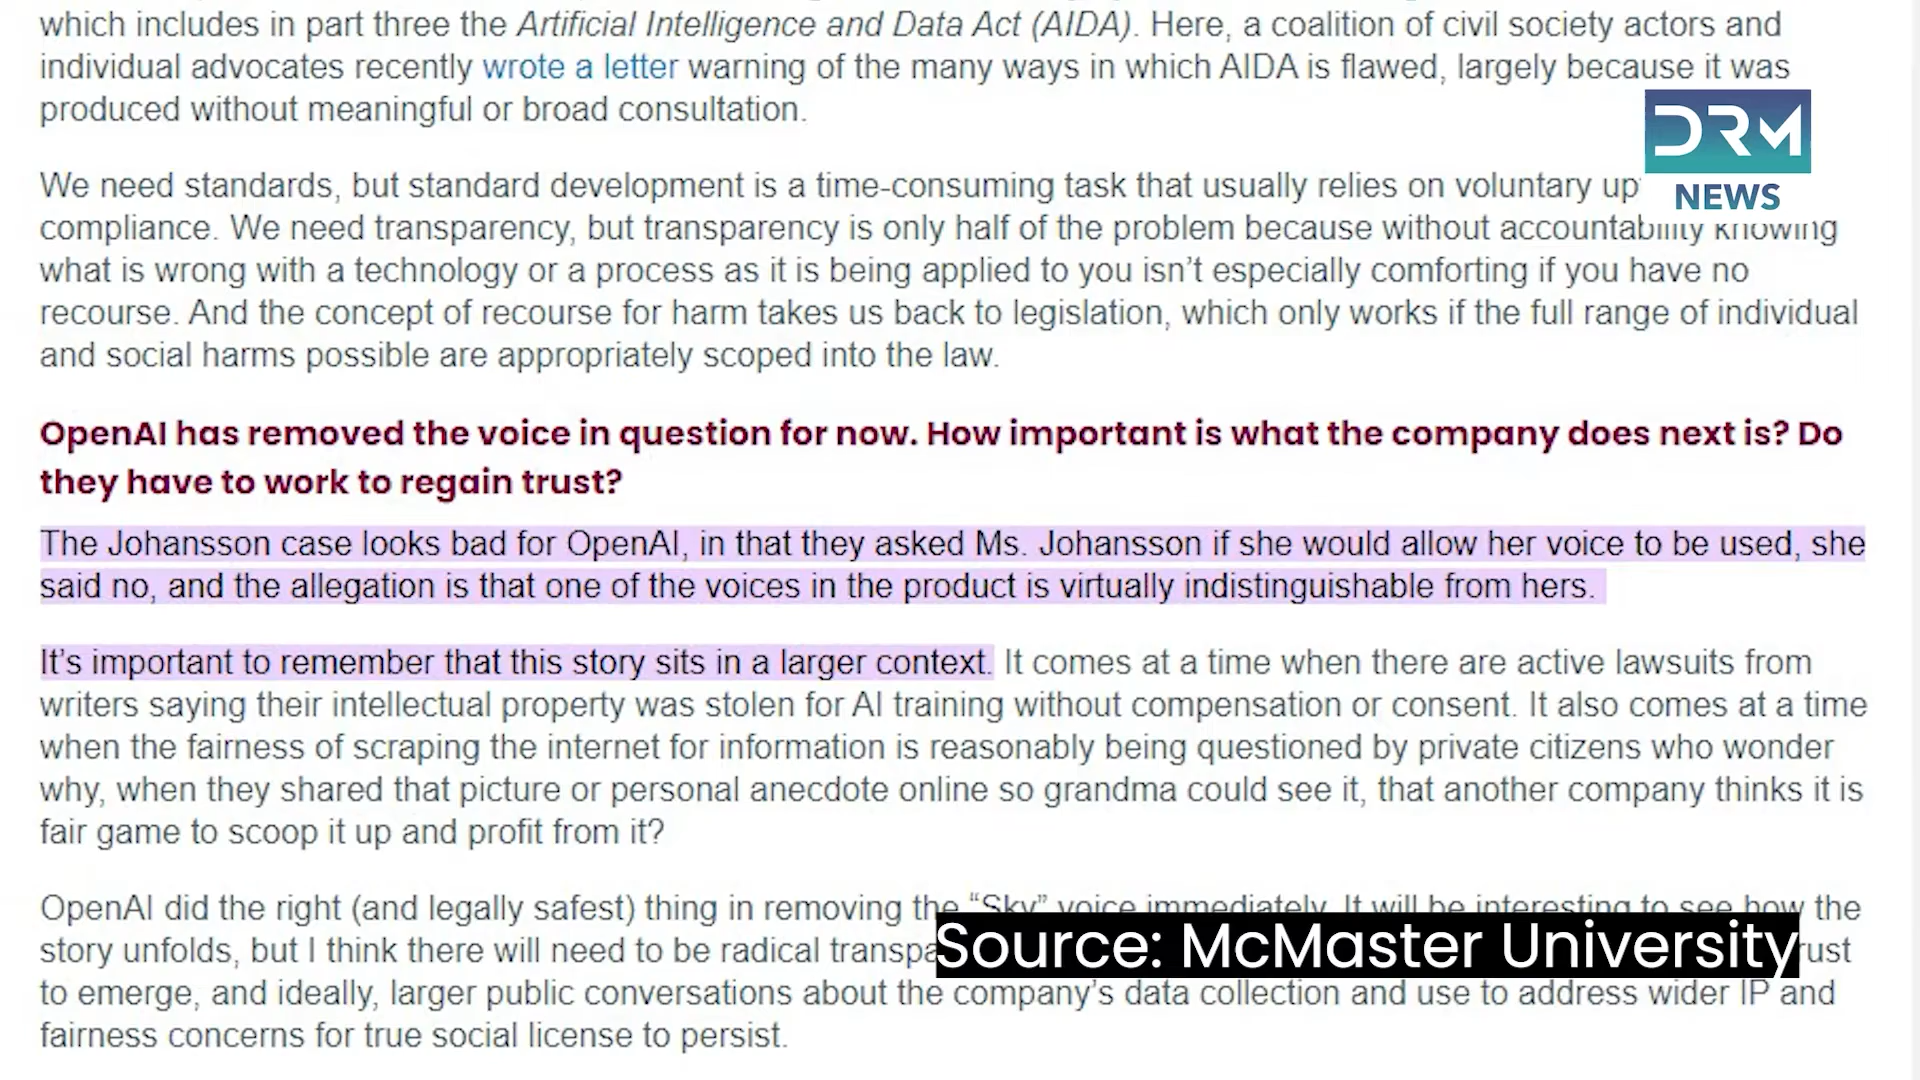 which includes in part three the Artificial Intelligence and Data Act (AIDA). Here, a coalition of civil society actors and
individual advocates recently wrote a letter warning of the many ways in which AIDA is flawed, largely because it was
produced without meaningful or broad consultation.
DRM
NEWS
We need standards, but standard development is a time-consuming task that usually relies on voluntary
compliance. We need transparency, but transparency is only half of the problem because without accountability knowing
what is wrong with a technology or a process as it is being applied to you isn’t especially comforting if you have no
recourse. And the concept of recourse for harm takes us back to legislation, which only works if the full range of individual
and social harms possible are appropriately scoped into the law.
OpenAI has removed the voice in question for now. How important is what the company does next is? Do
they have to work to regain trust?
The Johansson case looks bad for OpenAI, in that they asked Ms. Johansson if she would allow her voice to be used, she
said no, and the allegation is that one of the voices in the product is virtually indistinguishable from hers.
It’s important to remember that this story sits in a larger context. It comes at a time when there are active lawsuits from
writers saying their intellectual property was stolen for AI training without compensation or consent. It also comes at a time
when the fairness of scraping the internet for information is reasonably being questioned by private citizens who wonder
why, when they shared that picture or personal anecdote online so grandma could see it, that another company thinks it is
fair game to scoop it up and profit from it?
OpenAI did the right (and legally safest) thing in removing the “Sky” voice immediately. It will be interesting to see how the
story unfolds, but I think there will need to be radical
Source: McMaster University
to emerge, and ideally, larger public conversations about the company’s data collection and use to address wider IP and
fairness concerns for true social license to persist.